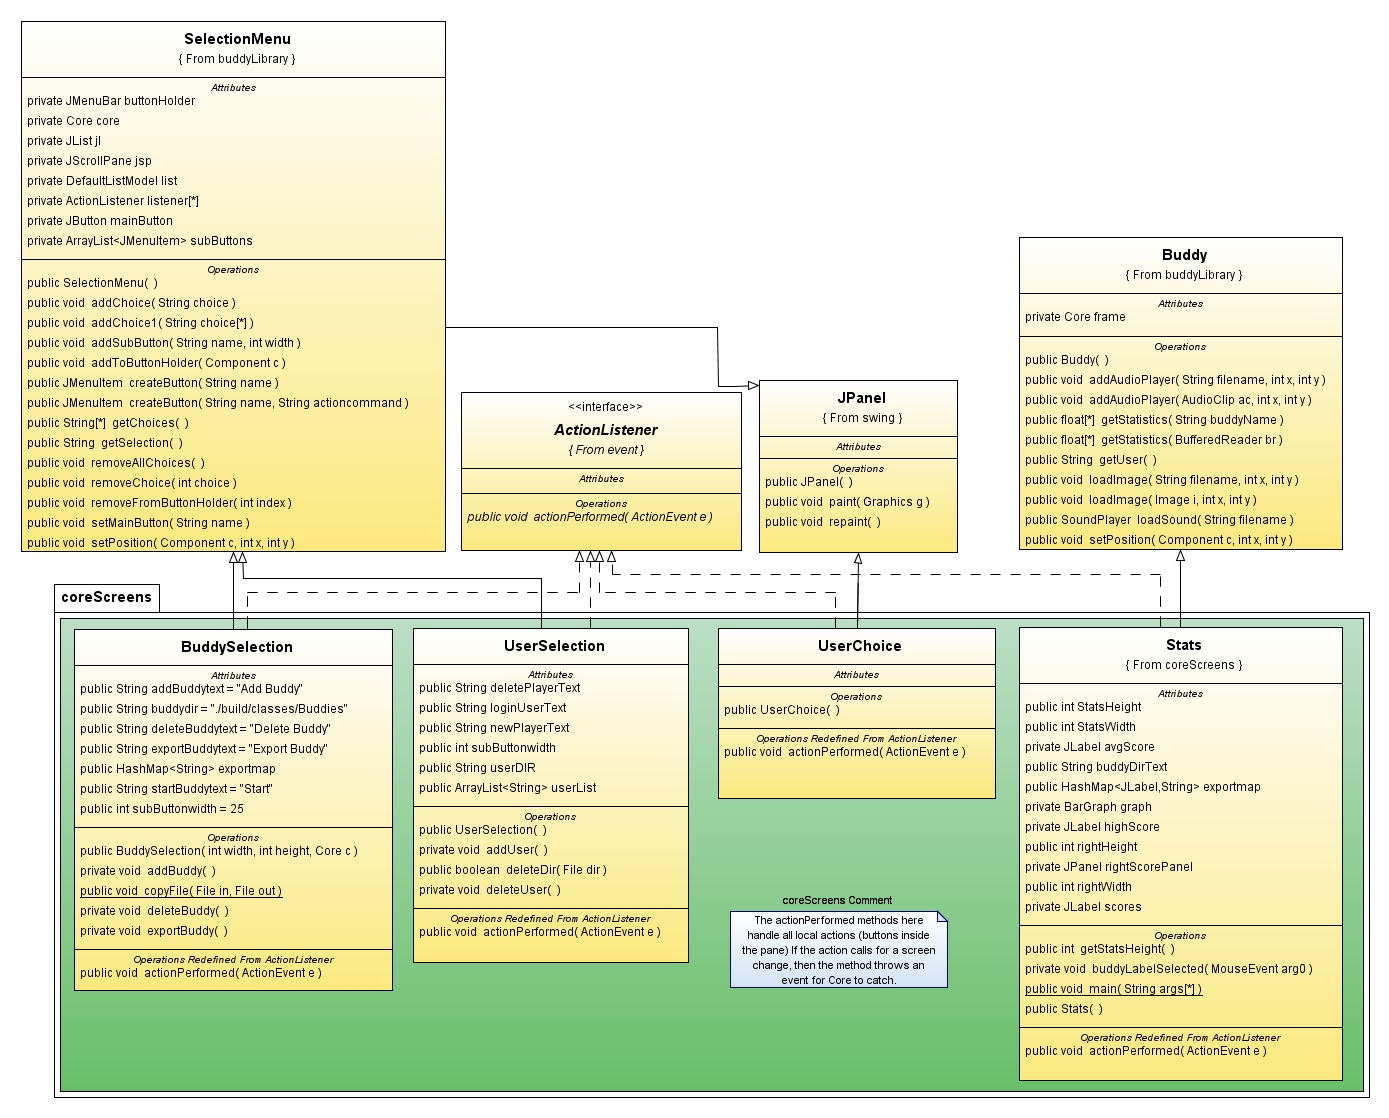 SelectionMenu
{ From buddyLibrary }
Attributes
private JMenuBar buttonHolder
private Core core
private JList jl
private JScrollPane jsp
private DefaultListModel list
private ActionListener listener[*]
private JButton mainButton
private ArrayList<JMenuItem> subButtons
Operations
public SelectionMenu( )
public void addChoice( String choice )
public void addChoice1( String choice[*] )
public void addSubButton( String name, int width )
public void addToButtonHolder( Component c )
public JMenuItem createButton( String name )
public JMenuItem createButton( String name, String actioncommand )
public String[*] getChoices( )
public String getSelection( )
public void removeAllChoices( )
public void removeChoice( int choice )
public void removeFromButtonHolder( int index )
public void setMainButton( String name )
public void setPosition( Component c, int x, int y )
<<interface>>
ActionListener
{ From event }
Attributes
Operations
public void actionPerformed( ActionEvent e )
JPanel
{ From swing }
Attributes
Operations
public JPanel( )
public void paint( Graphics g )
public void repaint( )
Buddy
{ From buddyLibrary }
Attributes
private Core frame
Operations
public Buddy( )
public void addAudioPlayer( String filename, int x, int y )
public void addAudioPlayer( AudioClip ac, int x, int y )
public float[*] getStatistics( String buddyName )
public float[*] getStatistics( BufferedReader br )
public String getUser( )
public void loadImage( String filename, int x, int y )
public void loadImage( Image i, int x, int y )
public SoundPlayer loadSound( String filename )
public void setPosition( Component c, int x, int y )
coreScreens
BuddySelection
Attributes
public String addBuddytext = "Add Buddy"
public String buddydir = "./build/classes/Buddies"
public String deleteBuddytext = "Delete Buddy"
public String exportBuddytext = "Export Buddy"
public HashMap<String> exportmap
public String startBuddytext = "Start"
public int subButtonwidth = 25
Operations
public BuddySelection( int width, int height, Core c )
private void addBuddy( )
public void copyFile( File in, File out )
private void deleteBuddy( )
private void exportBuddy( )
Operations Redefined From ActionListener
public void actionPerformed( ActionEvent e )
UserSelection
Attributes
public String deletePlayerText
public String loginUserText
public String newPlayerText
public int subButtonwidth
public String userDIR
public ArrayList<String> userList
Operations
public UserSelection( )
private void addUser( )
public boolean deleteDir( File dir )
private void deleteUser( )
Operations Redefined From ActionListener
public void actionPerformed( ActionEvent e )
UserChoice
Attributes
Operations
public UserChoice( )
Operations Redefined From ActionListener
public void actionPerformed( ActionEvent e )
coreScreens Comment
The actionPerformed methods here
handle all local actions (buttons inside
the pane) If the action calls for a screen
change, then the method throws an
event for Core to catch.
Stats
{ From coreScreens }
Attributes
public int StatsHeight
public int StatsWidth
private JLabel avgScore
public String buddyDirText
public HashMap<JLabel,String> exportmap
private BarGraph graph
private JLabel highScore
public int rightHeight
private JPanel rightScorePanel
public int rightWidth
private JLabel scores
Operations
public int getStatsHeight( )
private void buddyLabelSelected( MouseEvent arg0 )
public void main( String args[*] )
public Stats( )
Operations Redefined From ActionListener
public void actionPerformed( ActionEvent e )